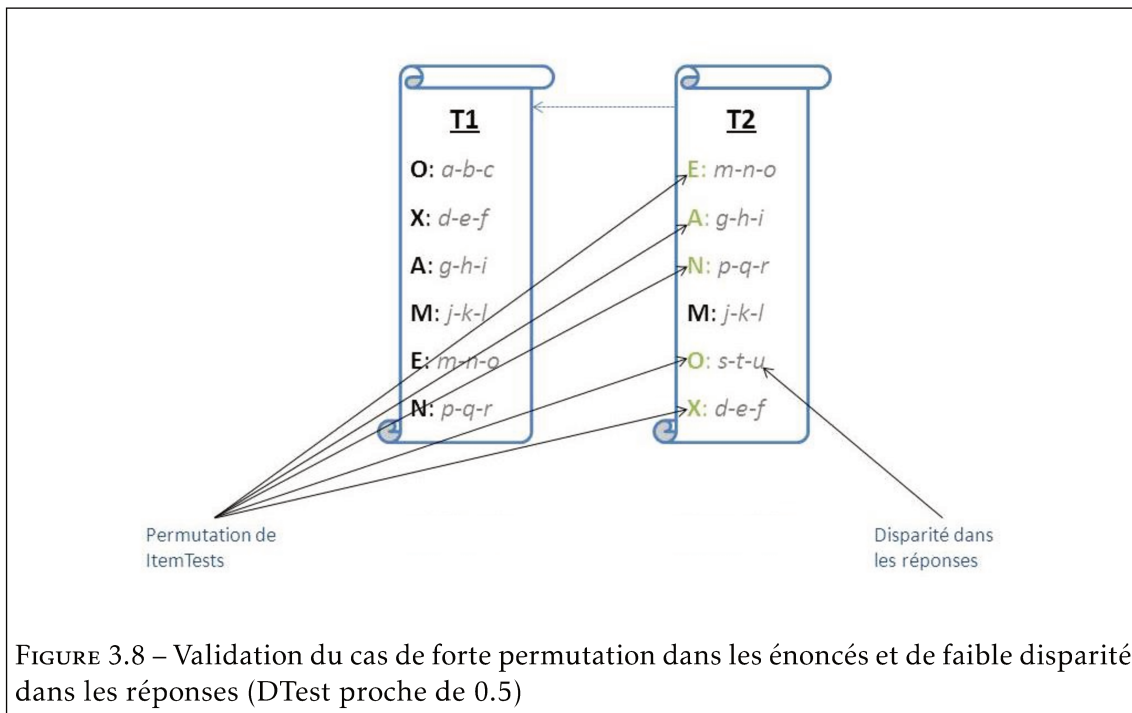 T1
O: a-b-c
X: d-e-f
A: g-h-i
M: j-k-l
E: m-n-o
N: p-q-r
T2
E: m-n-o
A: g-h-i
N: p-q-r
M: j-k-l
O: s-t-u
X: d-e-f
Permutation de
ItemTests
Disparité dans
les réponses
FIGURE 3.8 – Validation du cas de forte permutation dans les énoncés et de faible disparité
dans les réponses (DTest proche de 0.5)